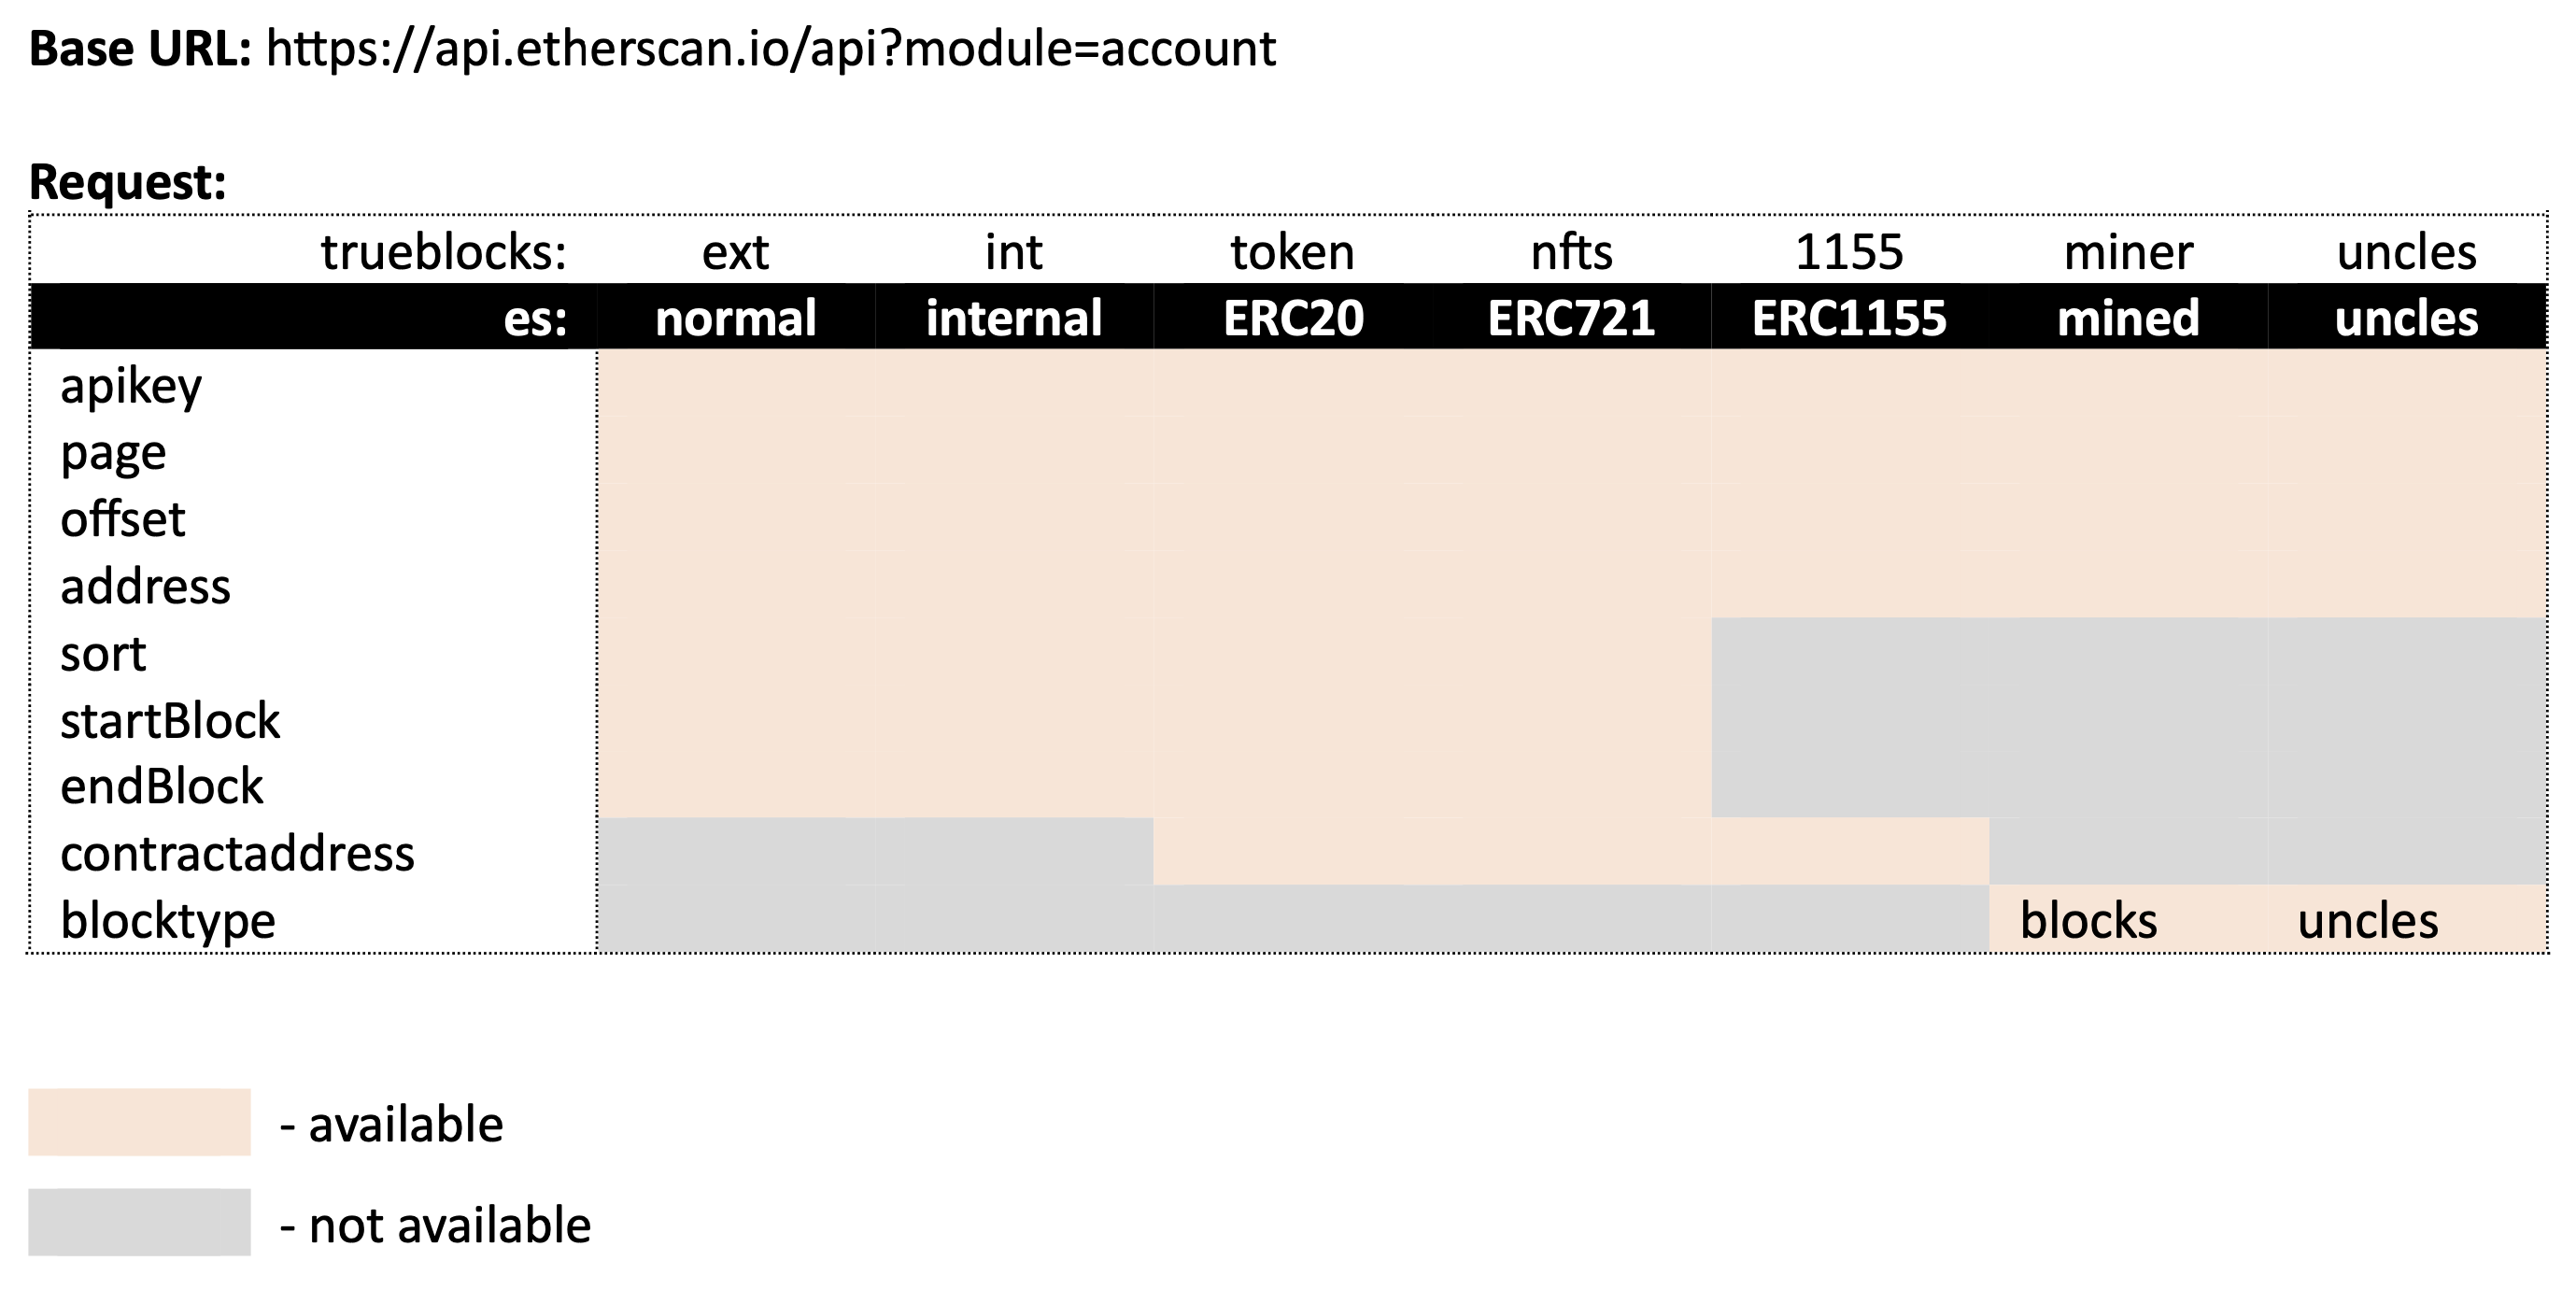 Base URL: https://api.etherscan.io/api?module=account
Request:
trueblocks: ext int token nfts 1155 miner uncles
es: normal internal ERC20 ERC721 ERC1155 mined uncles
apikey
page
offset
address
sort
startBlock
endBlock
contractaddress
blocktype blocks uncles
- available
- not available